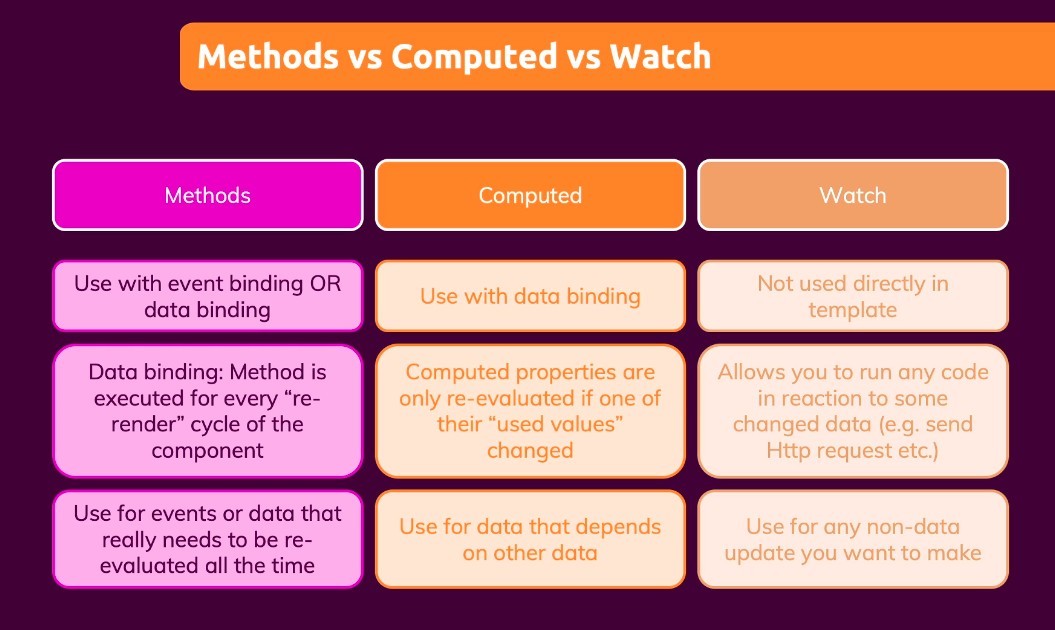 Methods vs Computed vs Watch
Methods
Computed
Watch
Use with event binding OR
data binding
Use with data binding
Not used directly in
template
Data binding: Method is
executed for every “re-
render” cycle of the
component
Computed properties are
only re-evaluated if one of
their “used values”
changed
Allows you to run any code
in reaction to some
changed data (e.g. send
Http request etc.)
Use for events or data that
really needs to be re-
evaluated all the time
Use for data that depends
on other data
Use for any non-data
update you want to make